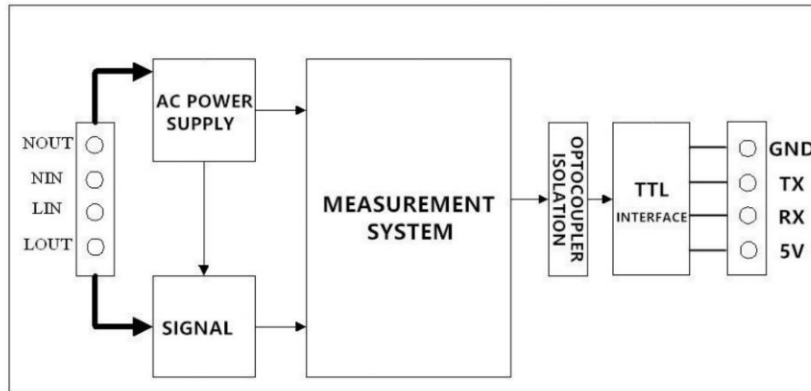 NOUT
NIN
LIN
LOUT
AC POWER
SUPPLY
SIGNAL
MEASUREMENT
SYSTEM
OPTOCOUPLER
ISOLATION
TTL
INTERFACE
GND
TX
RX
5V